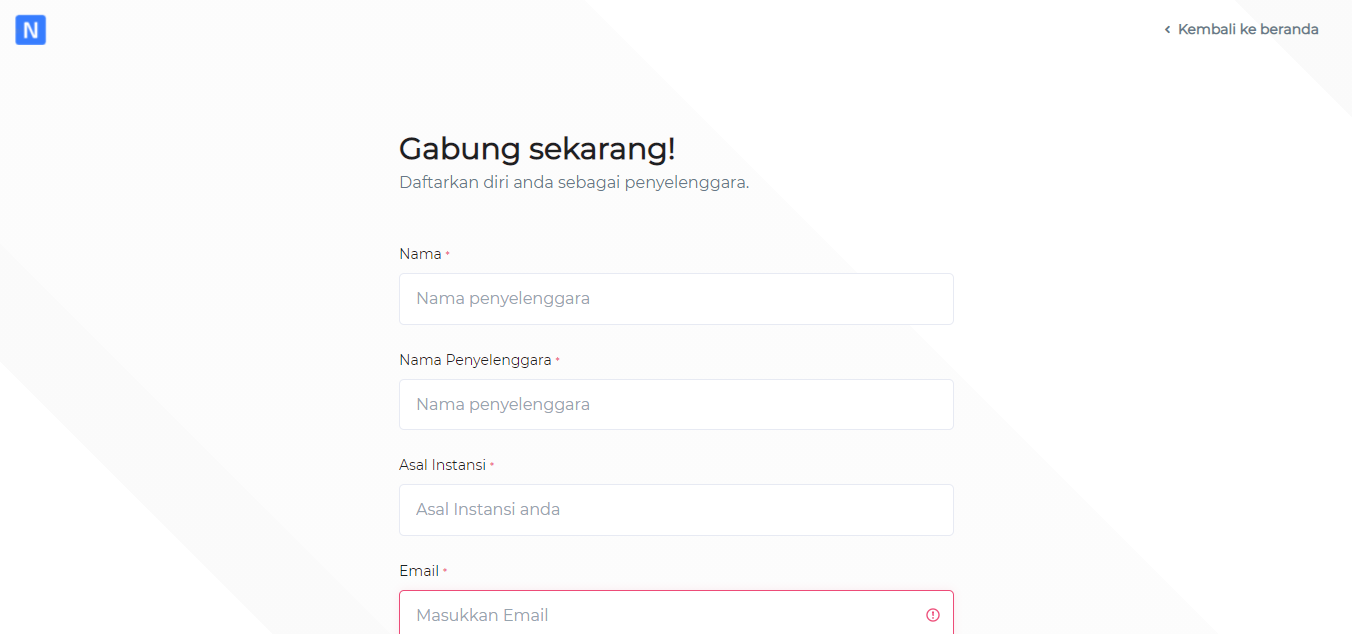 N
‹ Kembali ke beranda
Gabung sekarang!
Daftarkan diri anda sebagai penyelenggara.
Nama *
Nama penyelenggara
Nama Penyelenggara *
Nama penyelenggara
Asal Instansi *
Asal Instansi anda
Email *
Masukkan Email